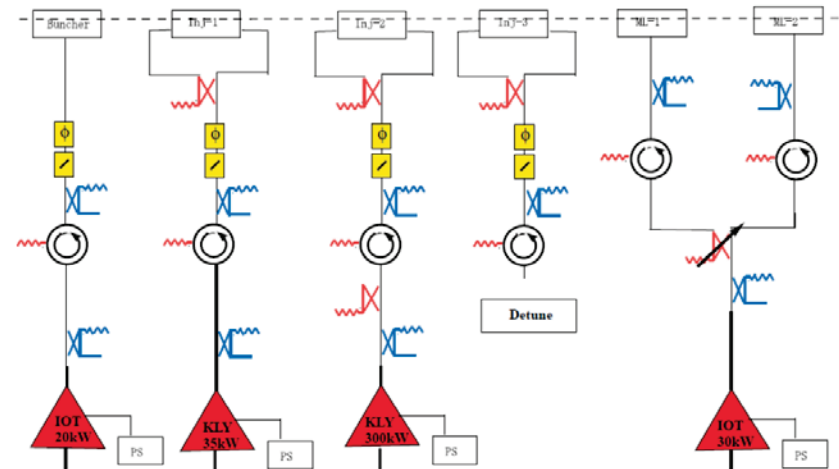 Buncher
Inj-1
Inj-2
Inj-3
ML-1
ML-2
ϕ
ϕ
ϕ
ϕ
Detune
IOT
20kW
PS
KLY
35kW
PS
KLY
300kW
PS
IOT
30kW
PS